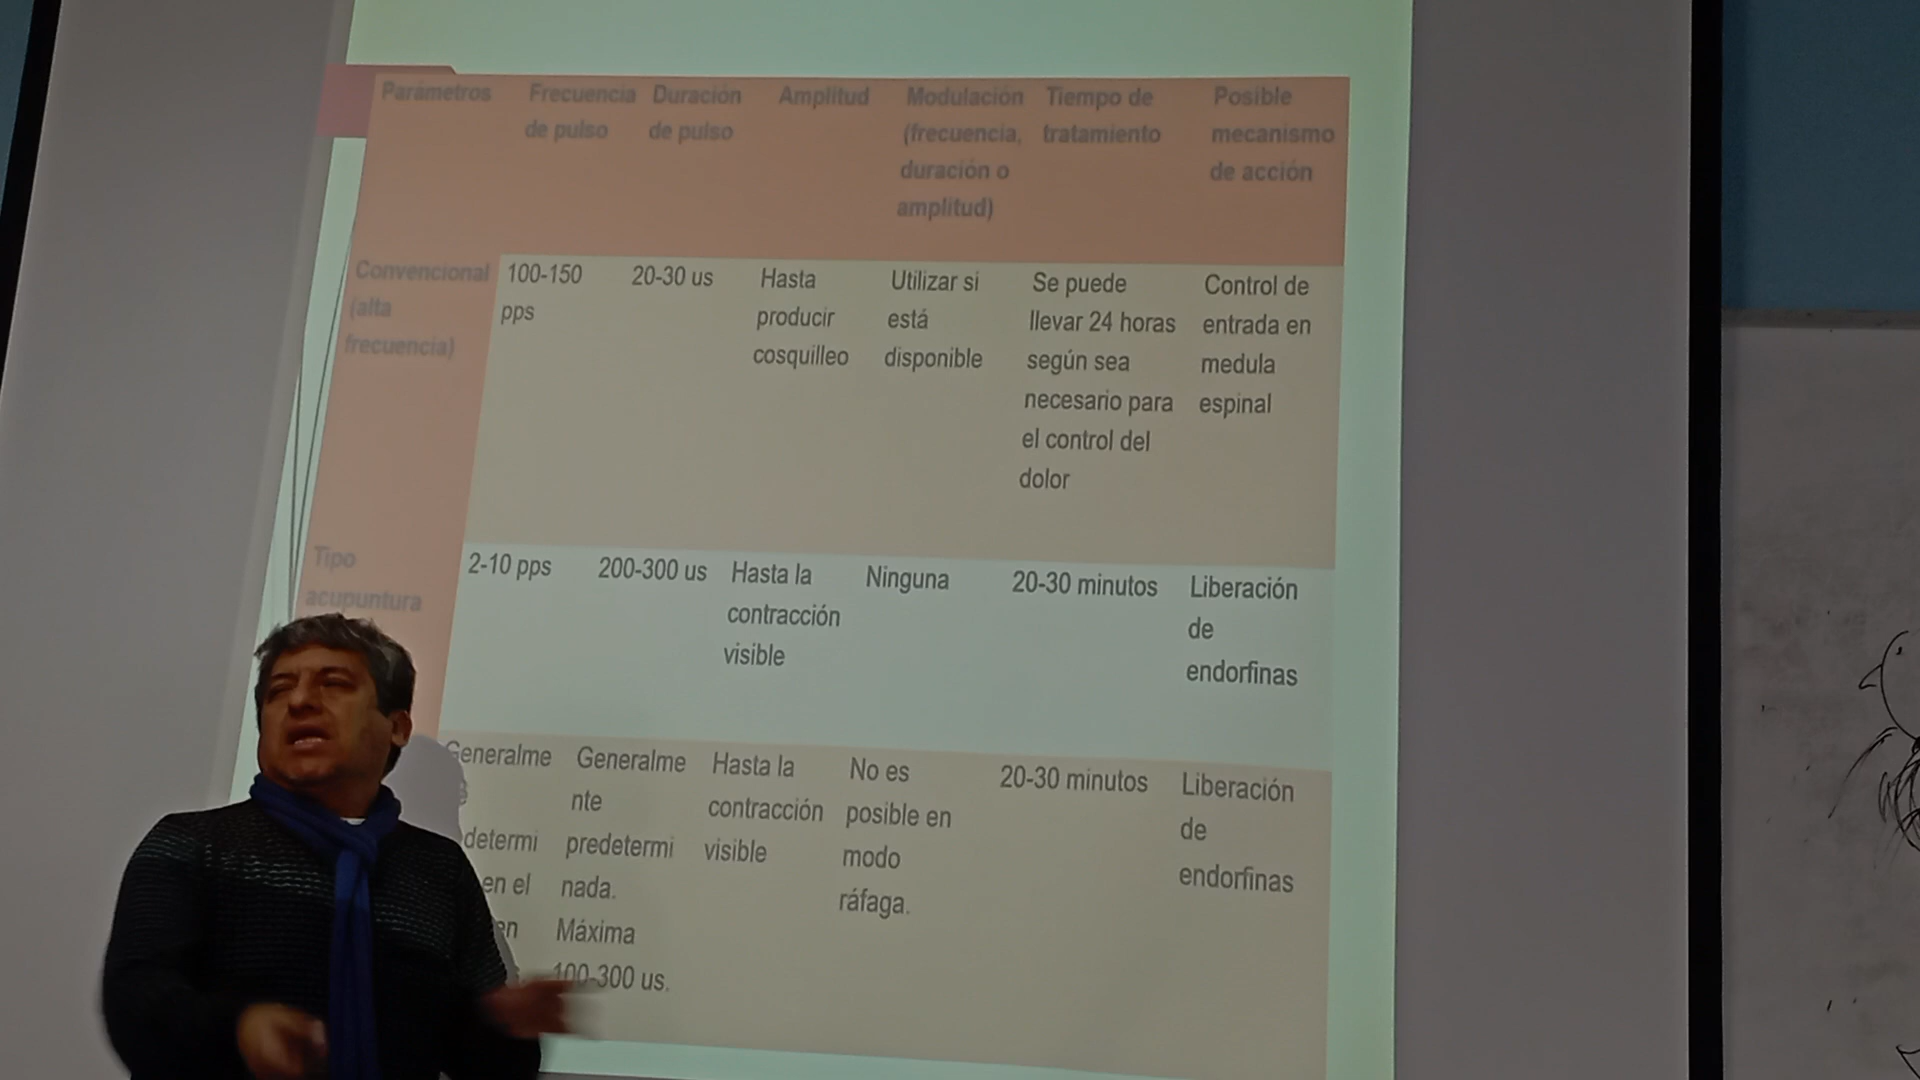 Parámetros
Frecuencia
de pulso
Duración
de pulso
Amplitud
Modulación
(frecuencia,
duración o
amplitud)
Tiempo de
tratamiento
Posible
mecanismo
de acción
Convencional
(alta
frecuencia)
100-150
pps
20-30 us
Hasta
producir
cosquilleo
Utilizar si
está
disponible
Se puede
llevar 24 horas
según sea
necesario para
el control del
dolor
Control de
entrada en
medula
espinal
Tipo
acupuntura
2-10 pps
200-300 us
Hasta la
contracción
visible
Ninguna
20-30 minutos
Liberación
de
endorfinas
Generalme
determi
en el
en
Generalme
nte
predetermi
nada.
Máxima
100-300 us.
Hasta la
contracción
visible
No es
posible en
modo
ráfaga.
20-30 minutos
Liberación
de
endorfinas